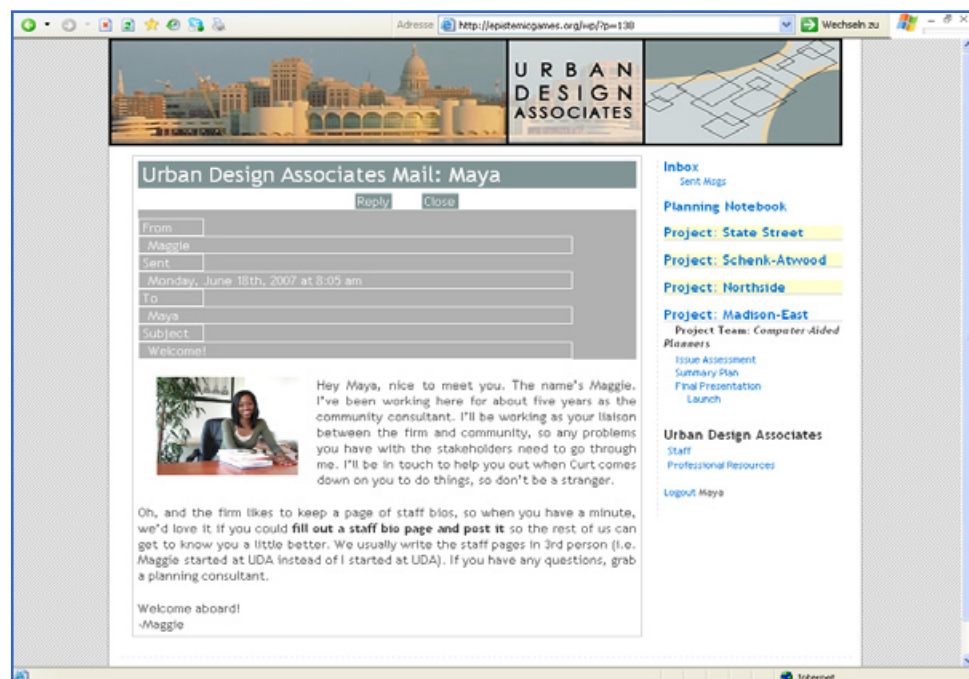 Adresse http://epistemicgames.org/wp/?p=138 Wechseln zu
URBAN
DESIGN
ASSOCIATES
Urban Design Associates Mail: Maya
Reply Close
From
Maggie
Sent
Monday, June 18th, 2007 at 8:05 am
To
Maya
Subject
Welcome!
Hey Maya, nice to meet you. The name's Maggie.
I've been working here for about five years as the
community consultant. I'll be working as your liaison
between the firm and community, so any problems
you have with the stakeholders need to go through
me. I'll be in touch to help you out when Curt comes
down on you to do things, so don't be a stranger.
Oh, and the firm likes to keep a page of staff bios, so when you have a minute,
we'd love it if you could fill out a staff bio page and post it so the rest of us can
get to know you a little better. We usually write the staff pages in 3rd person (i.e.
Maggie started at UDA instead of I started at UDA). If you have any questions, grab
a planning consultant.
Welcome aboard!
-Maggie
Inbox
Sent Msgs
Planning Notebook
Project: State Street
Project: Schenk-Atwood
Project: Northside
Project: Madison-East
Project Team: Computer-Aided
Planners
Issue Assessment
Summary Plan
Final Presentation
Launch
Urban Design Associates
Staff
Professional Resources
Logout Maya
Internet